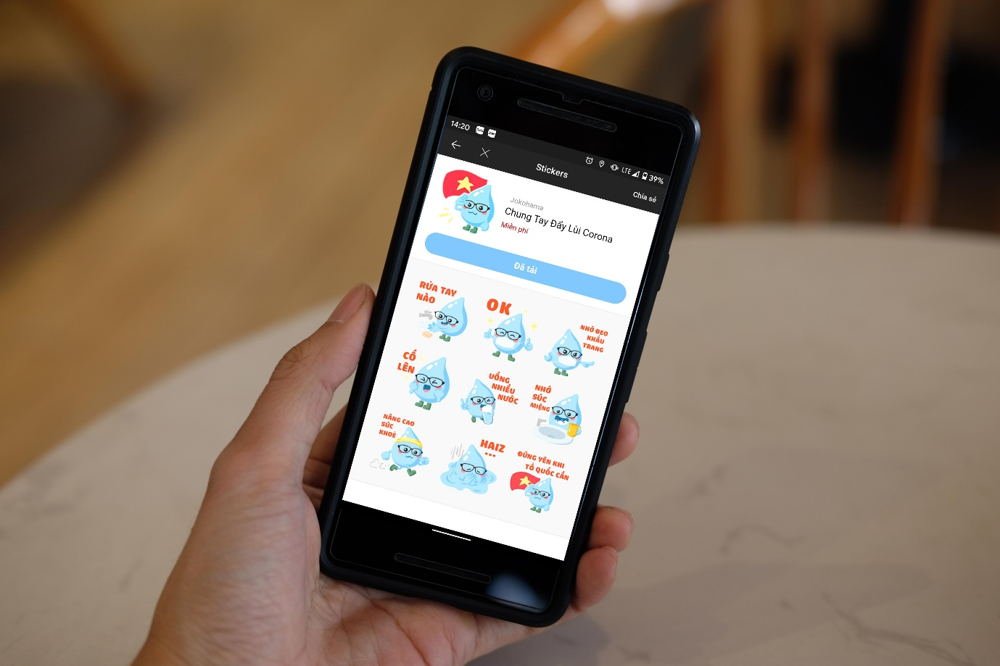 14:20
LTE 39%
Stickers
Chia sẻ
Jokohama
Chung Tay Đẩy Lùi Corona
Miễn phí
Đã tải
RỬA TAY
NÀO
OK
NHỚ ĐEO
KHẨU
TRANG
CỐ
LÊN
UỐNG
NHIỀU
NƯỚC
NHỚ
SÚC
MIỆNG
NÂNG CAO
SỨC
KHOẺ
HAIZ
...
ĐỨNG YÊN KHI
TỔ QUỐC CẦN